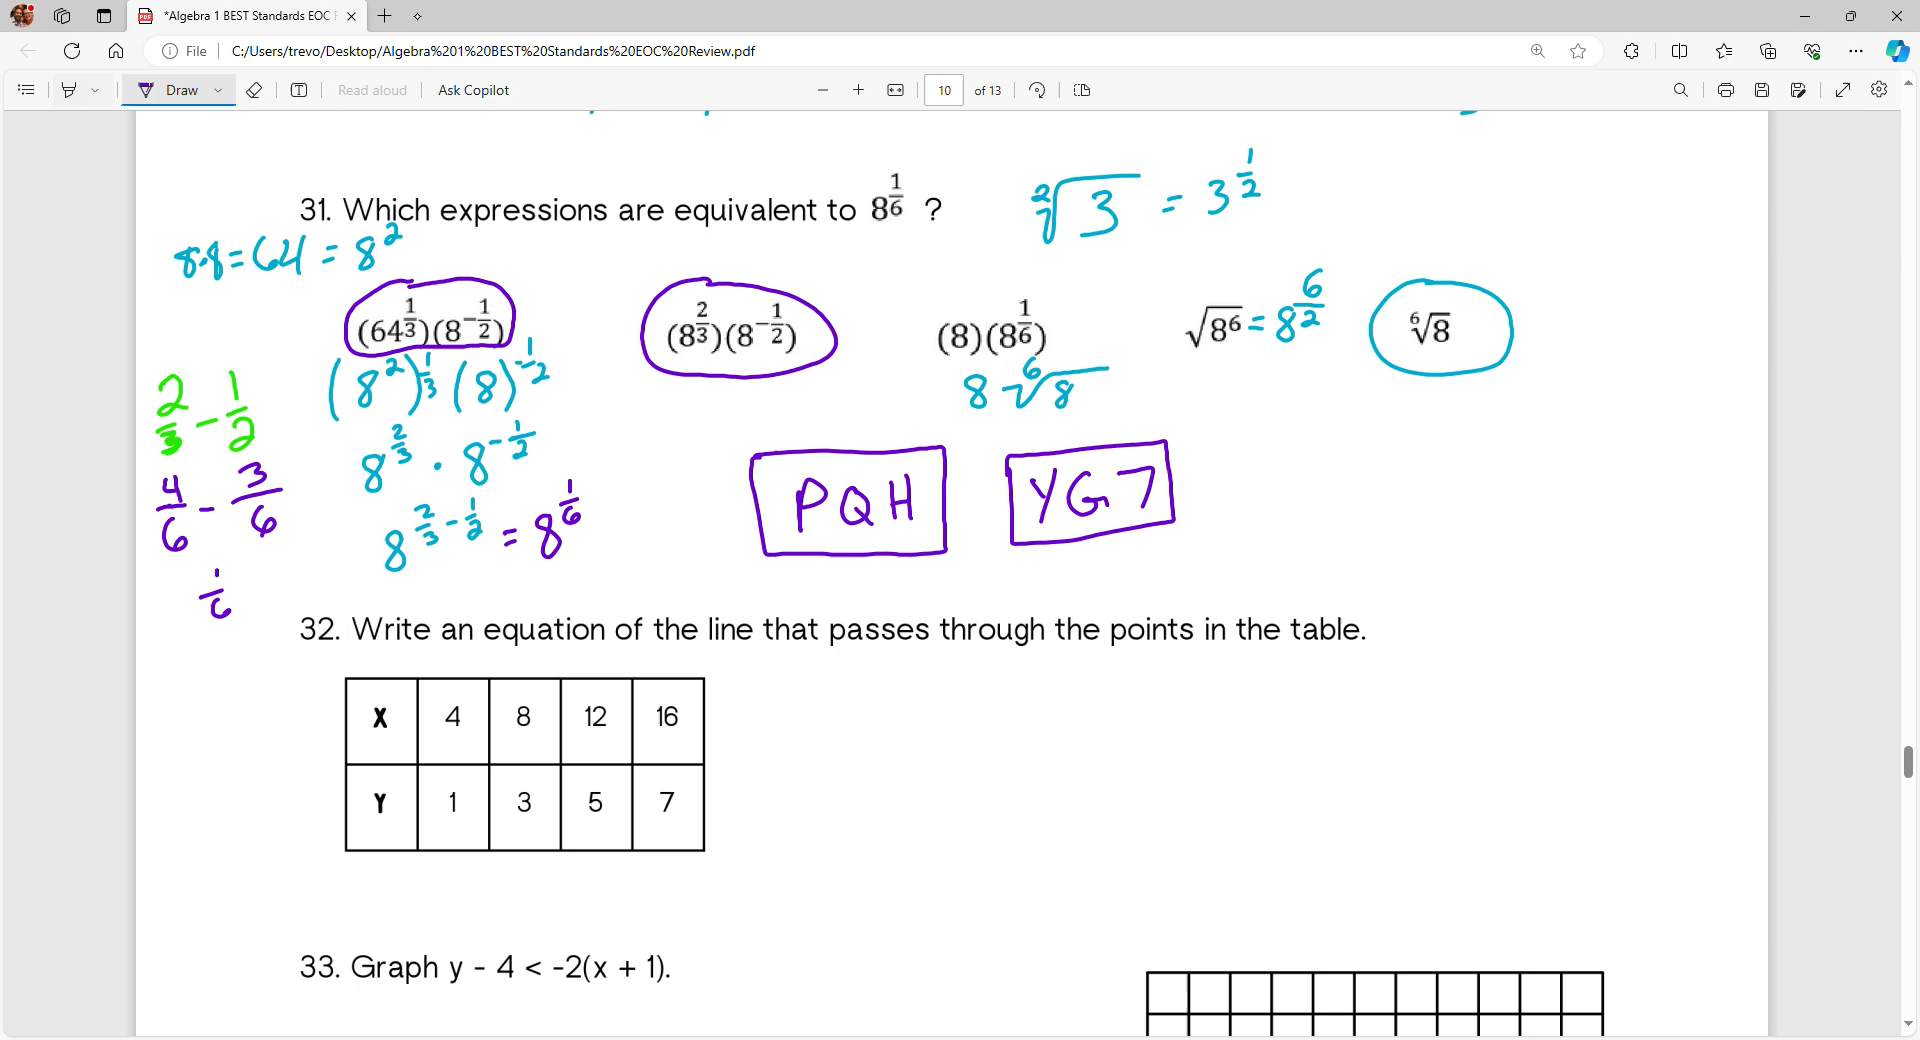 *Algebra 1 BEST Standards EOC R
File C:/Users/trevo/Desktop/Algebra%201%20BEST%20Standards%20EOC%20Review.pdf
Draw Read aloud Ask Copilot 10 of 13
31. Which expressions are equivalent to 8^(1/6) ?
²√3 = 3^(1/2)
8·8=64 = 8²
(64^(1/3))(8^(-1/2)) (8^(2/3))(8^(-1/2)) (8)(8^(1/6)) √8⁶ = 8^(6/2) ⁶√8
(8²)^(1/3) (8)^(-1/2) 8 ⁶√8
2/3 - 1/2
8^(2/3) · 8^(-1/2)
4/6 - 3/6
8^(2/3 - 1/2) = 8^(1/6)
PQH YG7
1/6
32. Write an equation of the line that passes through the points in the table.
X 4 8 12 16
Y 1 3 5 7
33. Graph y - 4 < -2(x + 1).